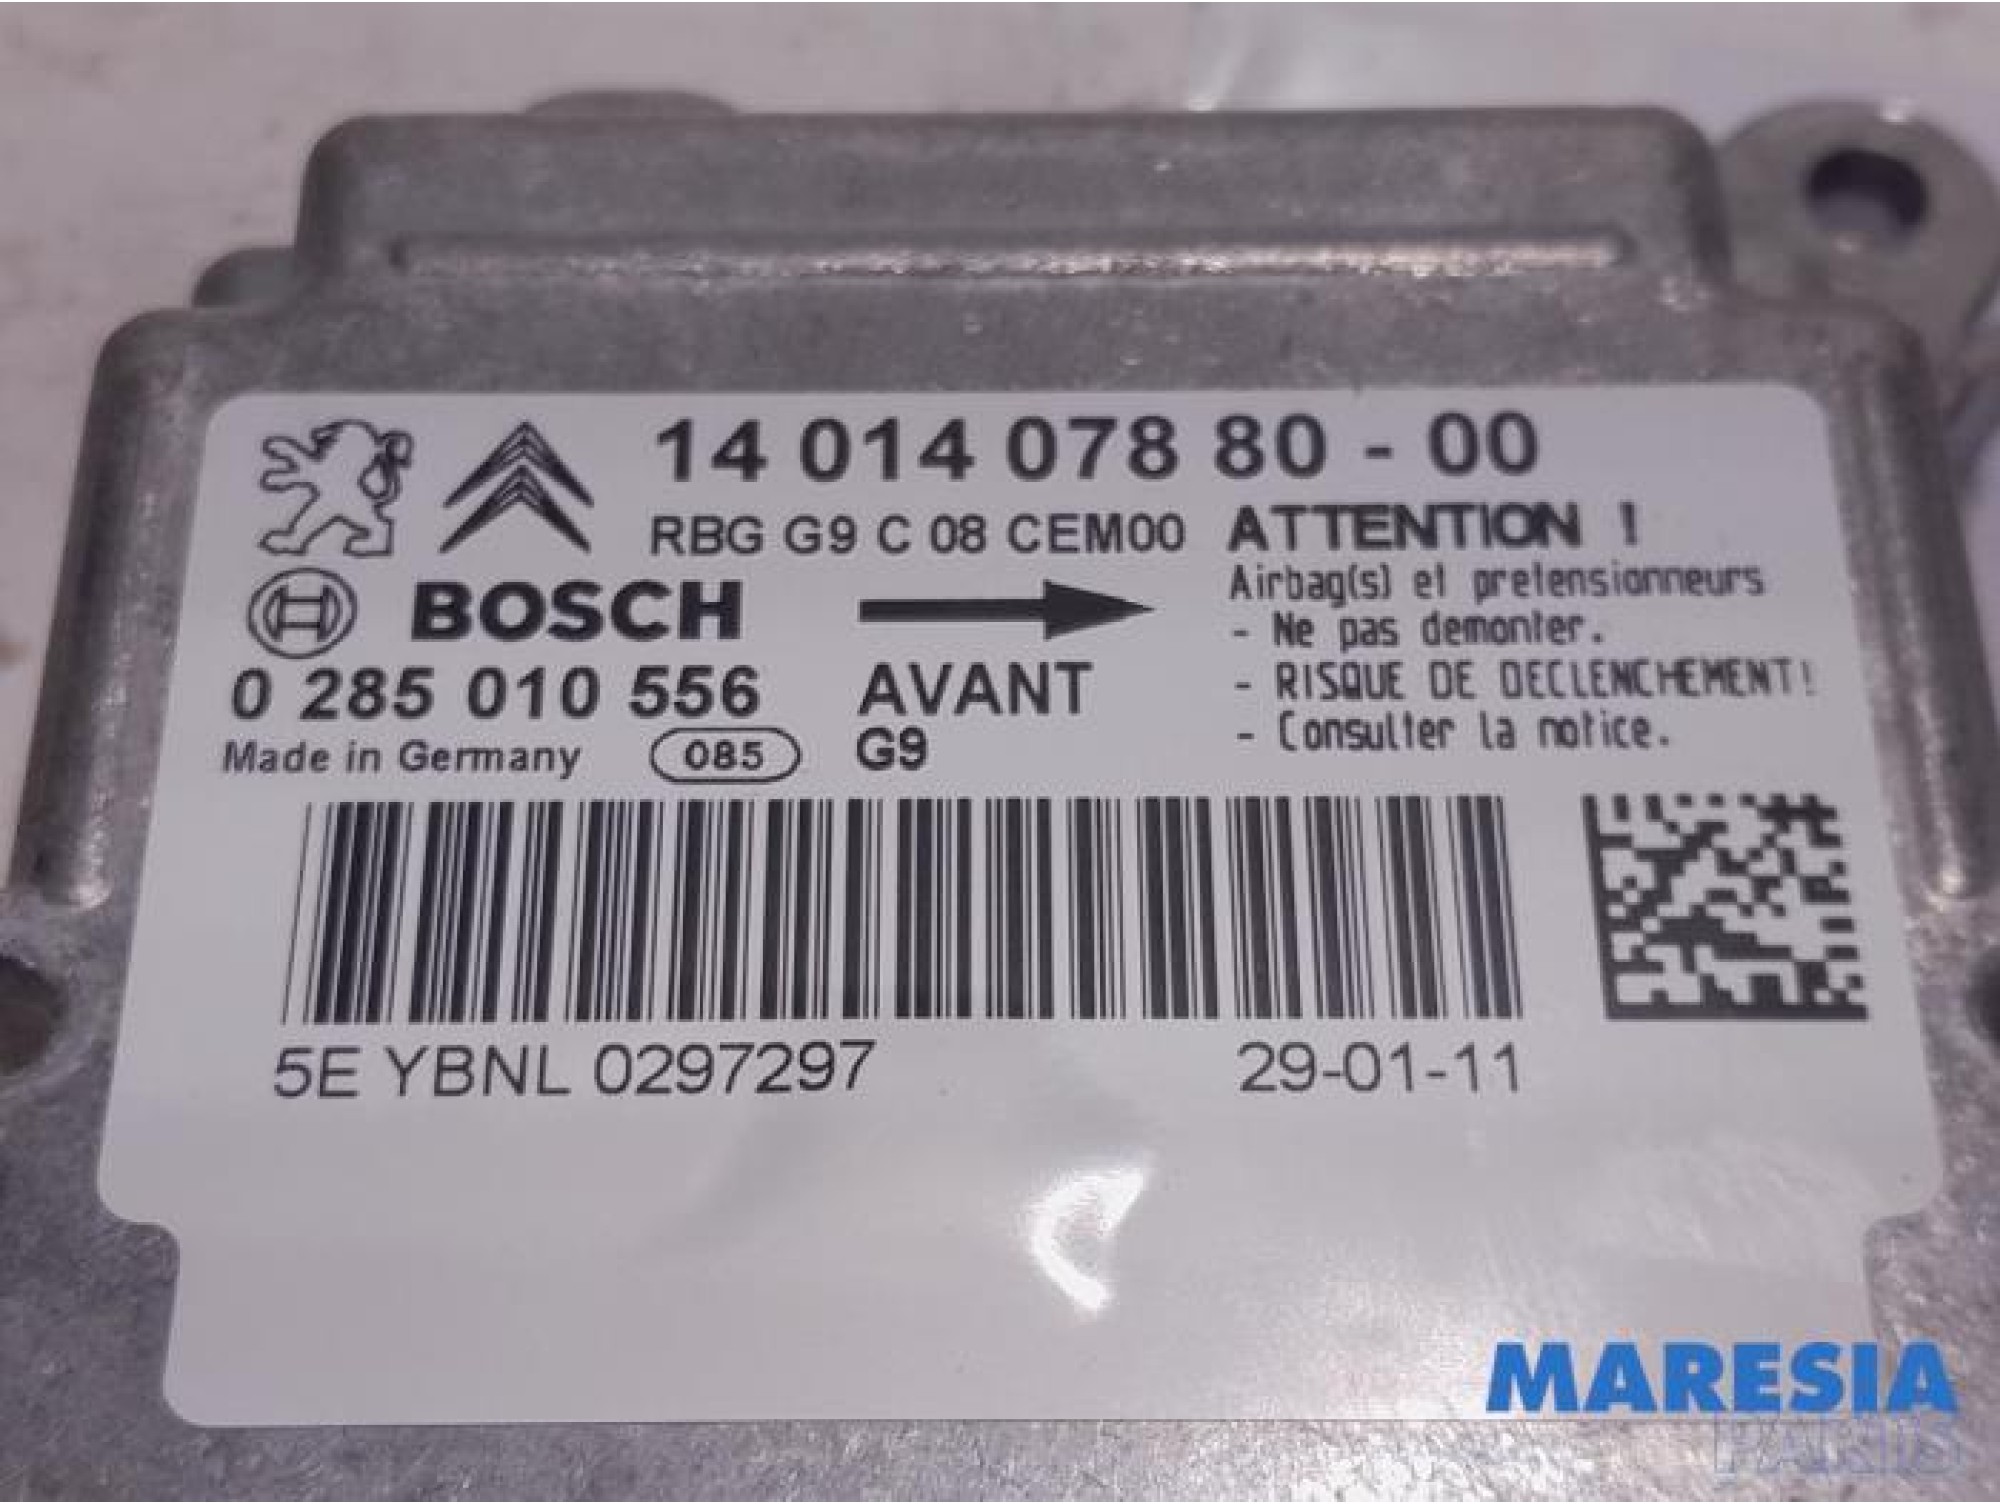 14 014 078 80 - 00
RBG G9 C 08 CEM00
ATTENTION !
Airbag(s) et pretensionneurs
- Ne pas demonter.
- RISQUE DE DECLENCHEMENT!
- Consulter la notice.
BOSCH
0 285 010 556
AVANT
Made in Germany
085
G9
5E YBNL 0297297
29-01-11
MARESIA
PARTS